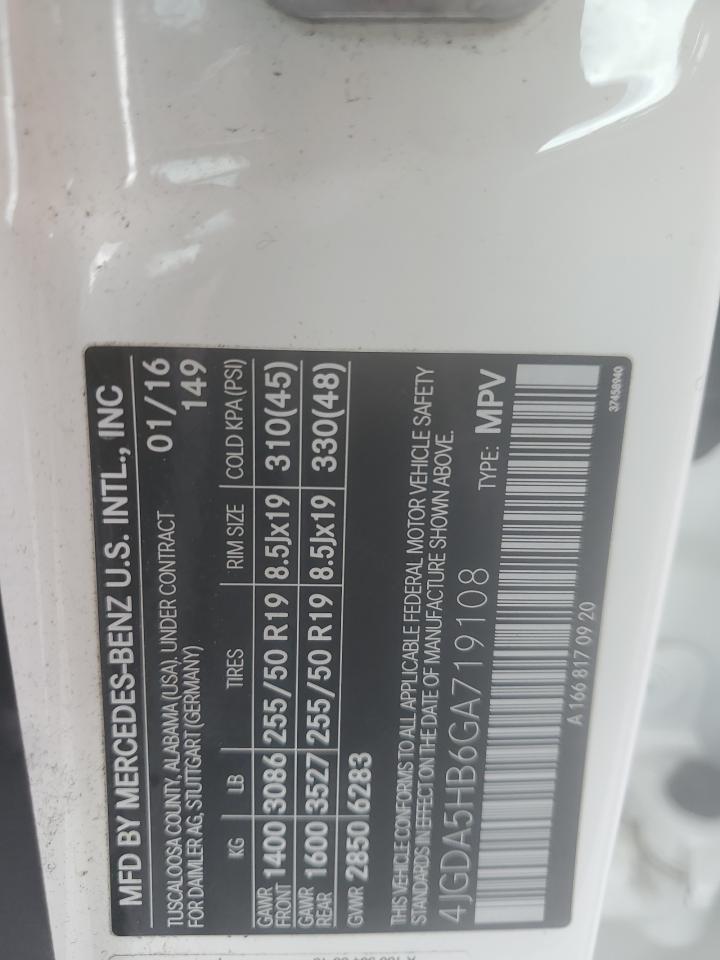 MFD BY MERCEDES-BENZ U.S. INTL., INC
TUSCALOOSA COUNTY, ALABAMA (USA), UNDER CONTRACT 01/16
FOR DAIMLER AG, STUTTGART (GERMANY) 149
KG LB TIRES RIM SIZE COLD KPA (PSI)
GAWR FRONT 1400 3086 255/50 R19 8.5Jx19 310(45)
GAWR REAR 1600 3527 255/50 R19 8.5Jx19 330(48)
GWR 2850 6283
THIS VEHICLE CONFORMS TO ALL APPLICABLE FEDERAL MOTOR VEHICLE SAFETY
STANDARDS IN EFFECT ON THE DATE OF MANUFACTURE SHOWN ABOVE.
4JGDA5HB6GA719108 TYPE: MPV
A 166 817 09 20
37458940